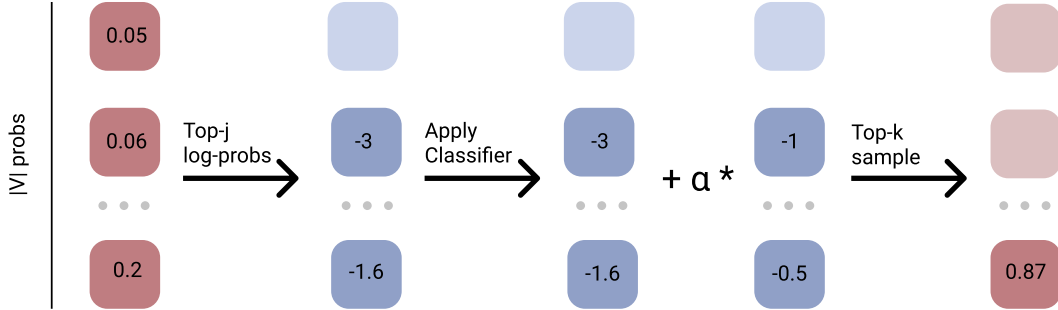 |V| probs
0.05
0.06
0.2
Top-j
log-probs
-3
-1.6
Apply
Classifier
-3
-1.6
+ α *
-1
-0.5
Top-k
sample
0.87